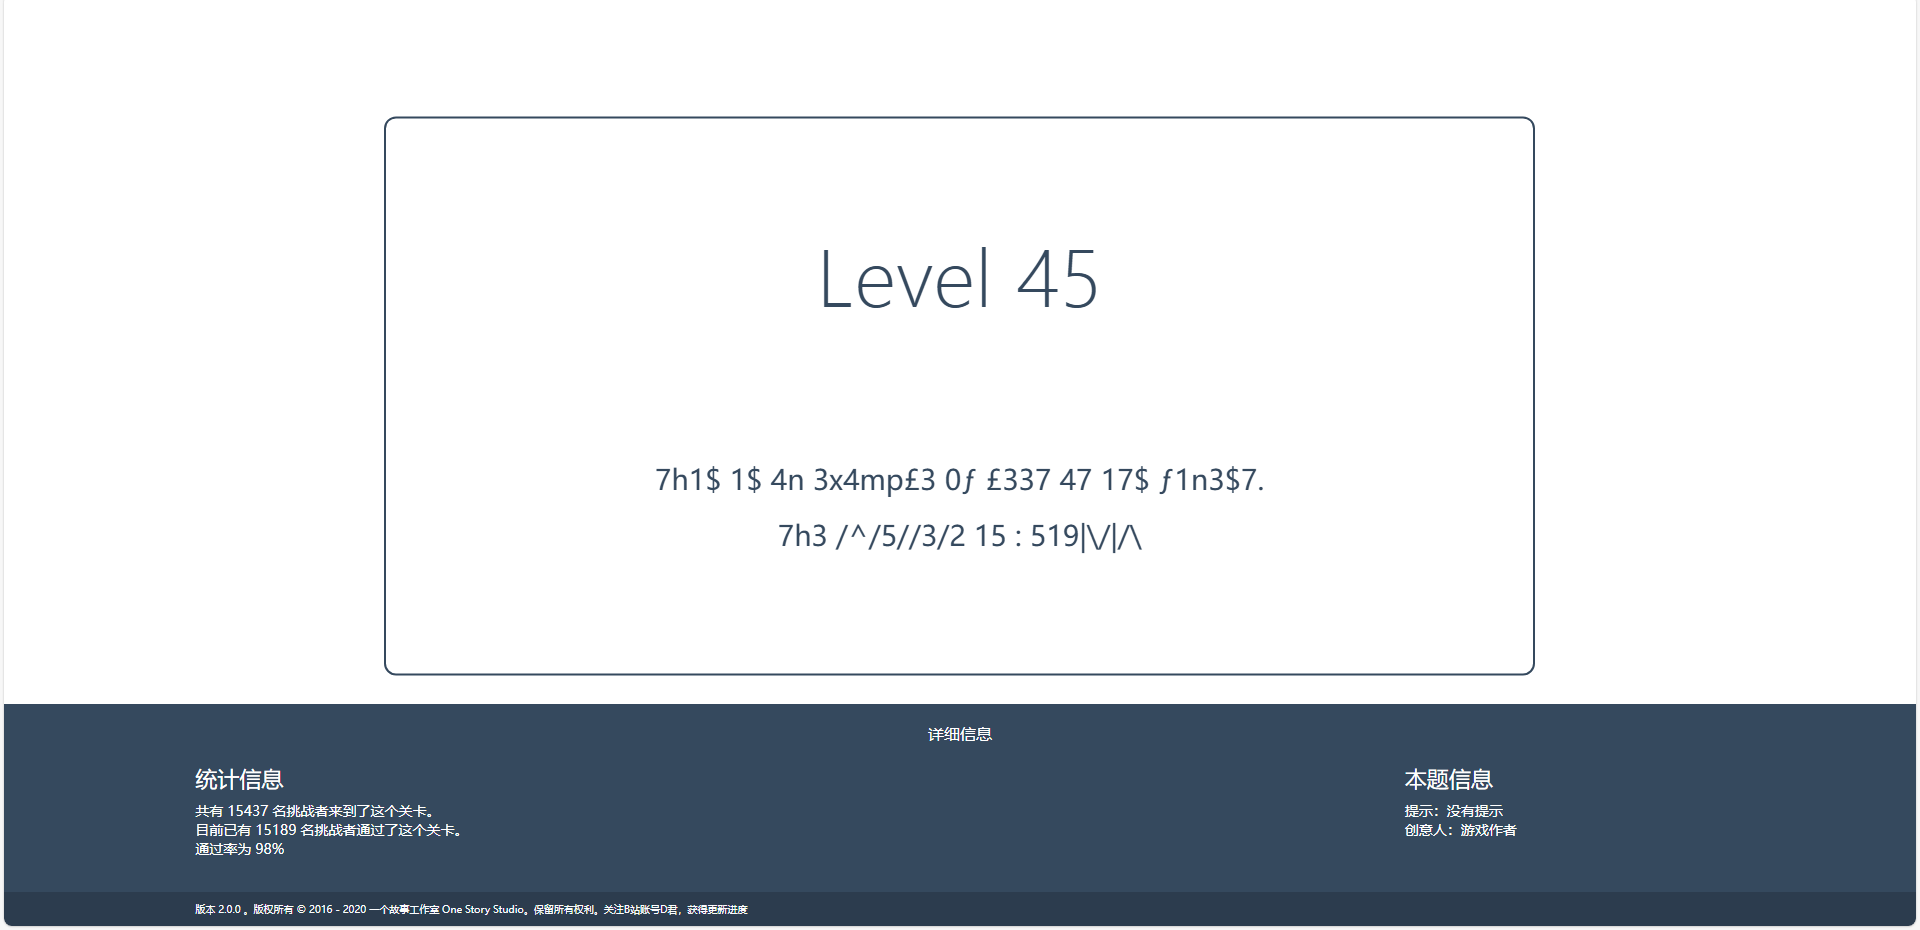 Level 45
7h1$ 1$ 4n 3x4mp£3 0ƒ £337 47 17$ ƒ1n3$7.
7h3 /^/5//3/2 15 : 519|\/|/\
详细信息
统计信息
共有 15437 名挑战者来到了这个关卡。
目前已有 15189 名挑战者通过了这个关卡。
通过率为 98%
本题信息
提示：没有提示
创意人：游戏作者
版本 2.0.0 。版权所有 © 2016 - 2020 一个故事工作室 One Story Studio。保留所有权利。关注B站账号D君，获得更新进度